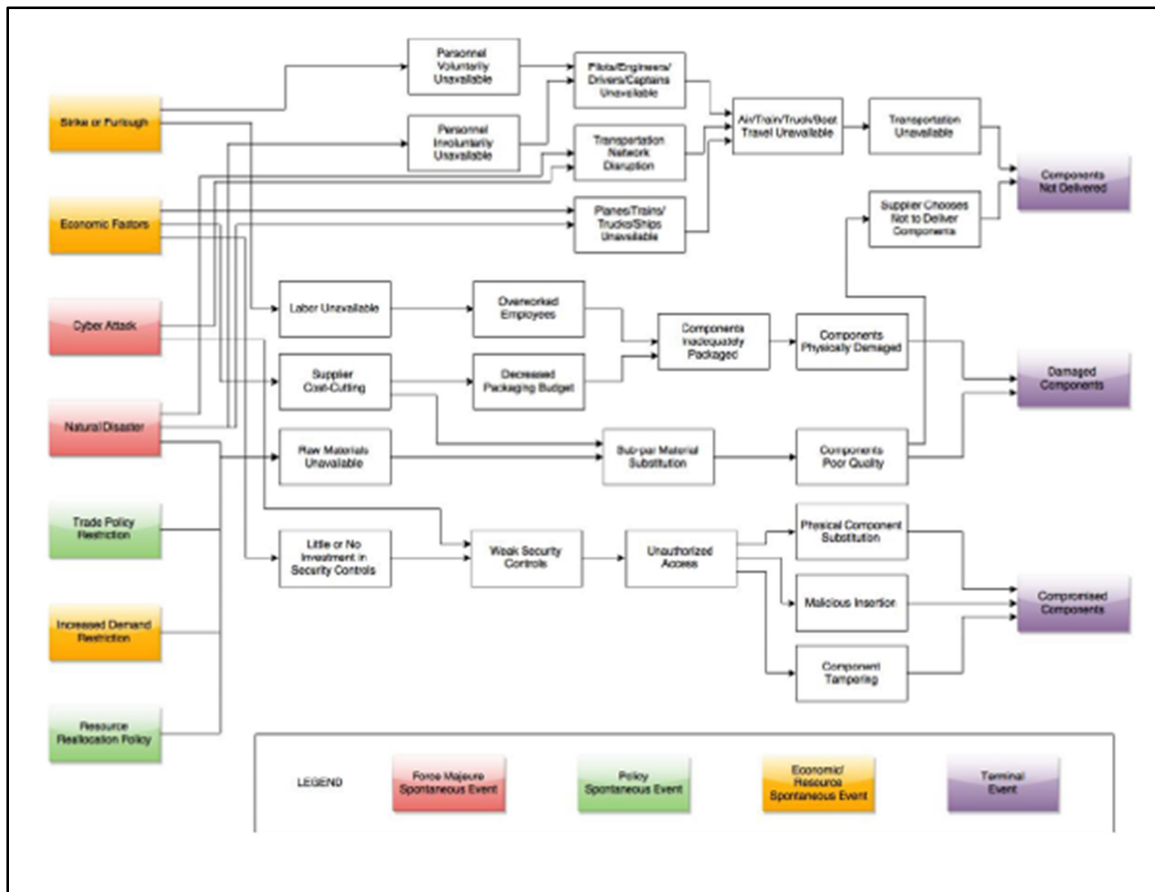 Strike or Furlough
Economic Factors
Cyber Attack
Natural Disaster
Trade Policy
Restriction
Increased Demand
Restriction
Resource
Reallocation Policy
Personnel
Voluntarily
Unavailable
Personnel
Involuntarily
Unavailable
Pilots/Engineers/
Drivers/Captains
Unavailable
Transportation
Network
Disruption
Planes/Trains/
Trucks/Ships
Unavailable
Air/Train/Truck/Boat
Travel Unavailable
Transportation
Unavailable
Supplier Chooses
Not to Deliver
Components
Components
Not Delivered
Labor Unavailable
Overworked
Employees
Supplier
Cost-Cutting
Decreased
Packaging Budget
Components
Inadequately
Packaged
Components
Physically Damaged
Damaged
Components
Raw Materials
Unavailable
Sub-par Material
Substitution
Components
Poor Quality
Little or No
Investment in
Security Controls
Weak Security
Controls
Unauthorized
Access
Physical Component
Substitution
Malicious Insertion
Component
Tampering
Compromised
Components
LEGEND
Force Majeure
Spontaneous Event
Policy
Spontaneous Event
Economic/
Resource
Spontaneous Event
Terminal
Event